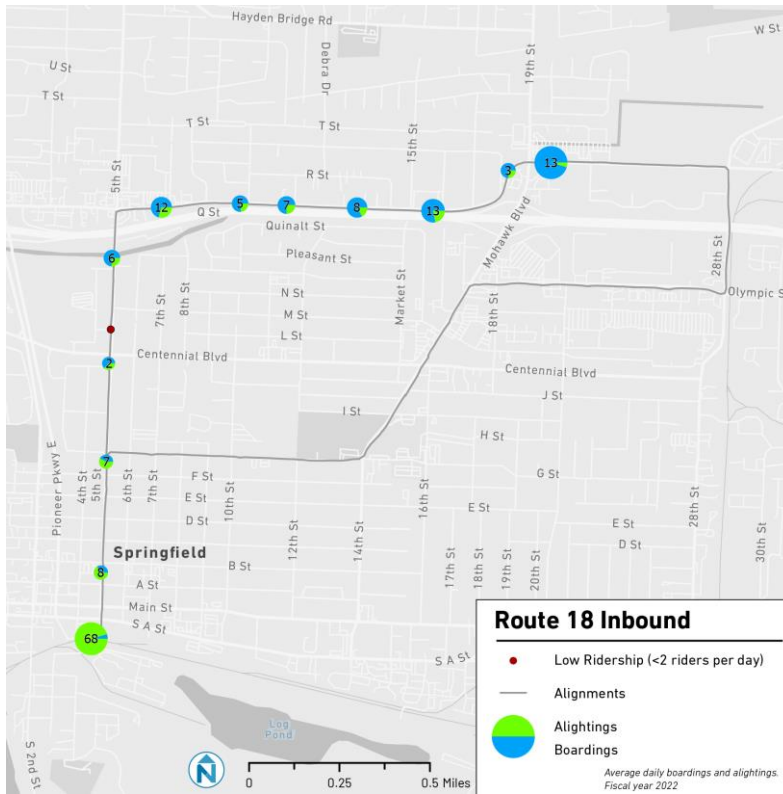 Hayden Bridge Rd
W St
Debra Dr
19th St
U St
T St
T St
T St
15th St
5th St
R St
3
13
12
5
7
8
13
Q St
Quinalt St
Mohawk Blvd
6
Pleasant St
28th St
7th St
8th St
N St
Market St
18th St
Olympic S
M St
L St
2
Centennial Blvd
Centennial Blvd
J St
I St
H St
7
Pioneer Pkwy E
4th St
5th St
6th St
7th St
F St
10th St
16th St
G St
E St
E St
28th St
D St
12th St
14th St
E St
D St
30th St
Springfield
B St
17th St
18th St
19th St
20th St
8
A St
Main St
S A St
68
S A St
Route 18 Inbound
Low Ridership (<2 riders per day)
Alignments
Alightings
Boardings
Average daily boardings and alightings.
Fiscal year 2022
Log
Pond
S 2nd St
N
0 0.25 0.5 Miles